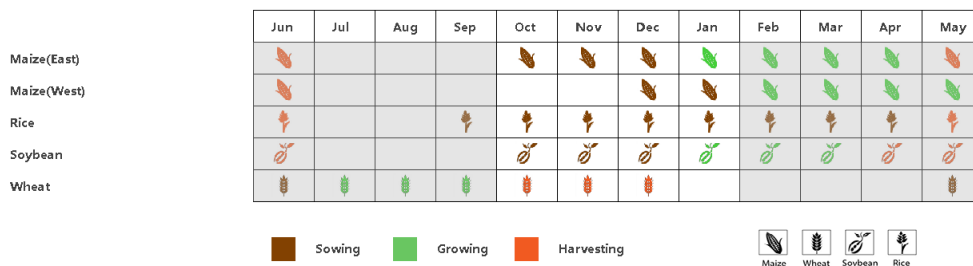 Jun Jul Aug Sep Oct Nov Dec Jan Feb Mar Apr May
Maize(East)
Maize(West)
Rice
Soybean
Wheat
Sowing Growing Harvesting
Maize Wheat Soybean Rice